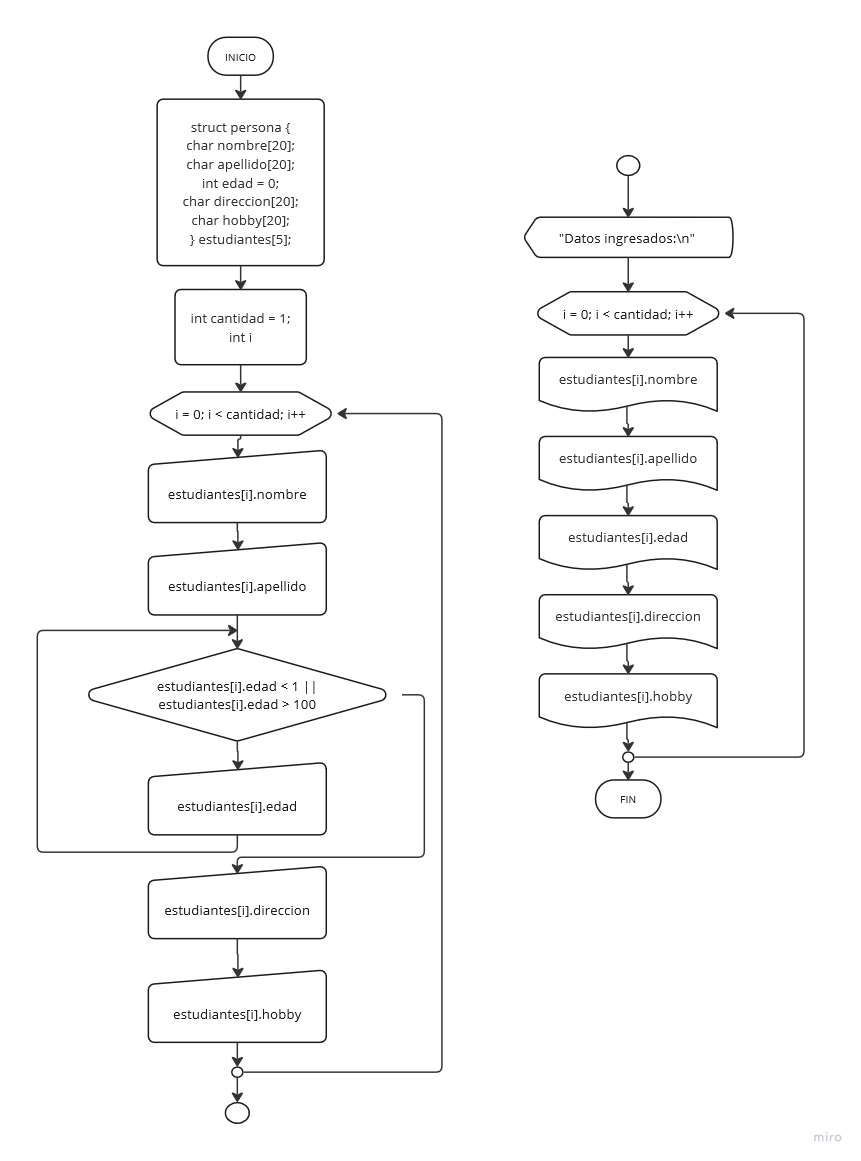 INICIO
struct persona {
char nombre[20];
char apellido[20];
int edad = 0;
char direccion[20];
char hobby[20];
} estudiantes[5];
int cantidad = 1;
int i
i = 0; i < cantidad; i++
estudiantes[i].nombre
estudiantes[i].apellido
estudiantes[i].edad < 1 ||
estudiantes[i].edad > 100
estudiantes[i].edad
estudiantes[i].direccion
estudiantes[i].hobby
"Datos ingresados:\n"
i = 0; i < cantidad; i++
estudiantes[i].nombre
estudiantes[i].apellido
estudiantes[i].edad
estudiantes[i].direccion
estudiantes[i].hobby
FIN
miro